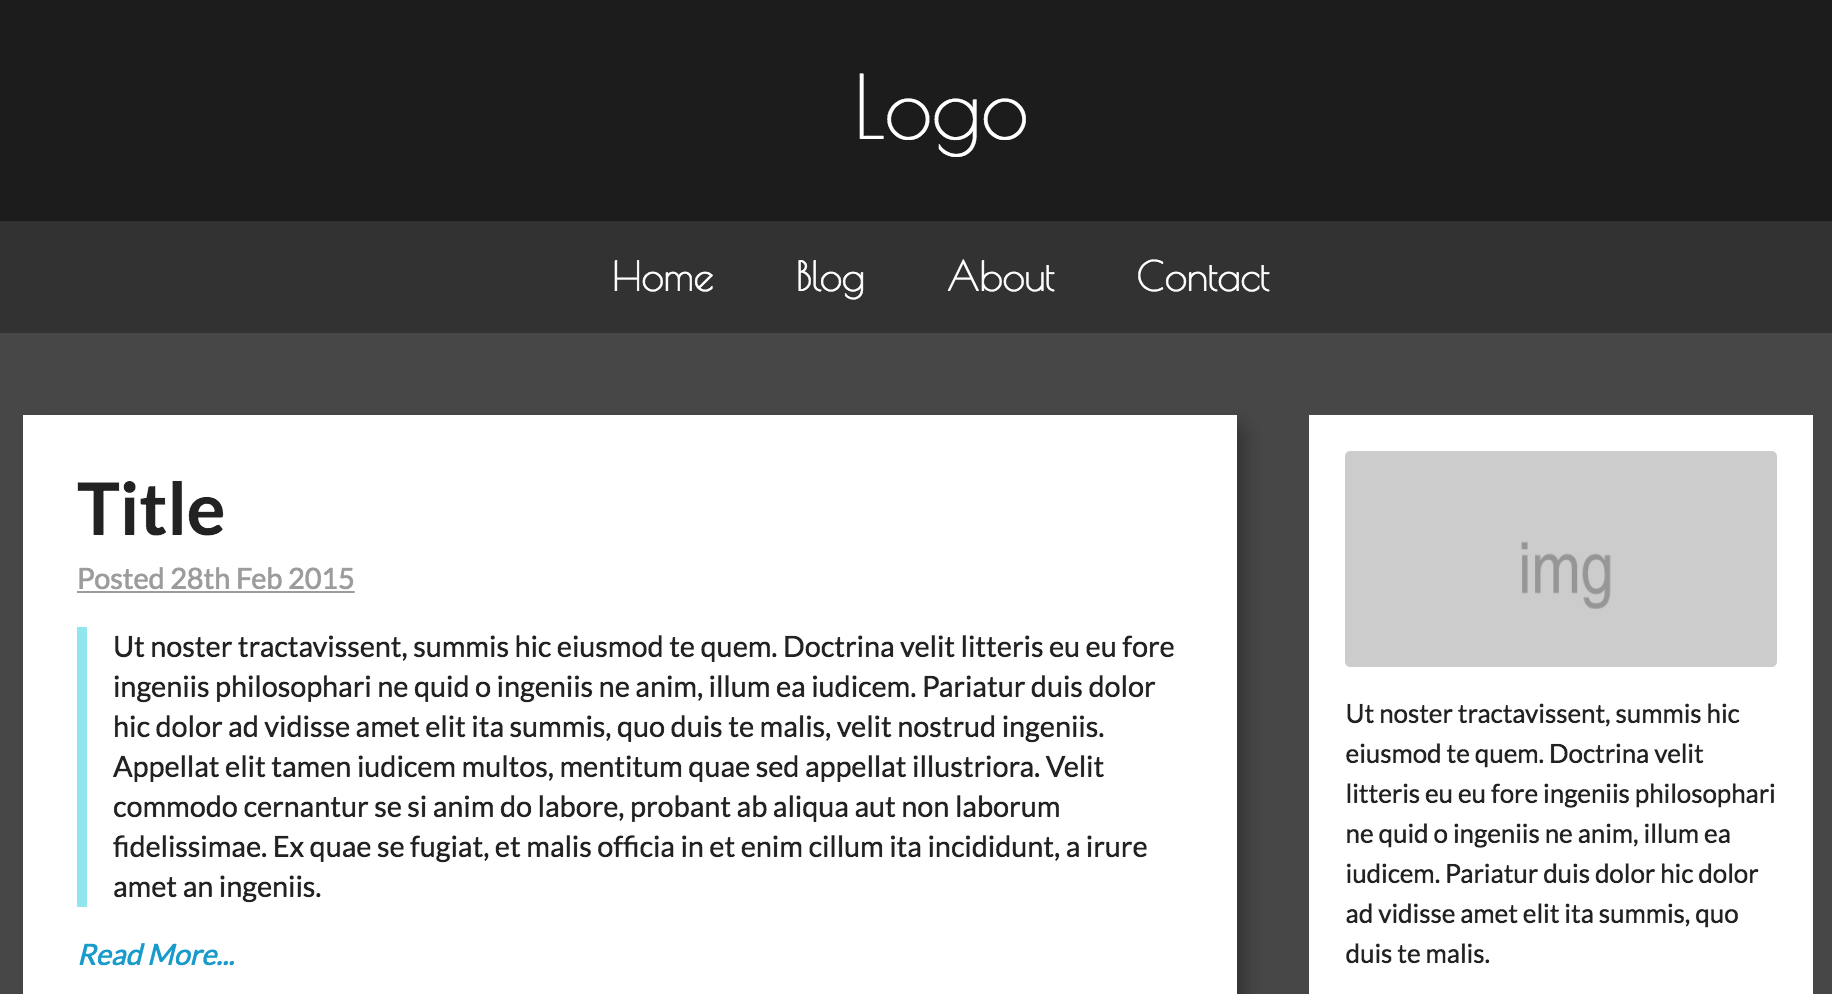 Logo
Home Blog About Contact
Title
Posted 28th Feb 2015
Ut noster tractavissent, summis hic eiusmod te quem. Doctrina velit litteris eu eu fore
ingeniis philosophari ne quid o ingeniis ne anim, illum ea iudicem. Pariatur duis dolor
hic dolor ad vidisse amet elit ita summis, quo duis te malis, velit nostrud ingeniis.
Appellat elit tamen iudicem multos, mentitum quae sed appellat illustriora. Velit
commodo cernantur se si anim do labore, probant ab aliqua aut non laborum
fidelissimae. Ex quae se fugiat, et malis officia in et enim cillum ita incididunt, a irure
amet an ingeniis.
Read More...
img
Ut noster tractavissent, summis hic
eiusmod te quem. Doctrina velit
litteris eu eu fore ingeniis philosophari
ne quid o ingeniis ne anim, illum ea
iudicem. Pariatur duis dolor hic dolor
ad vidisse amet elit ita summis, quo
duis te malis.